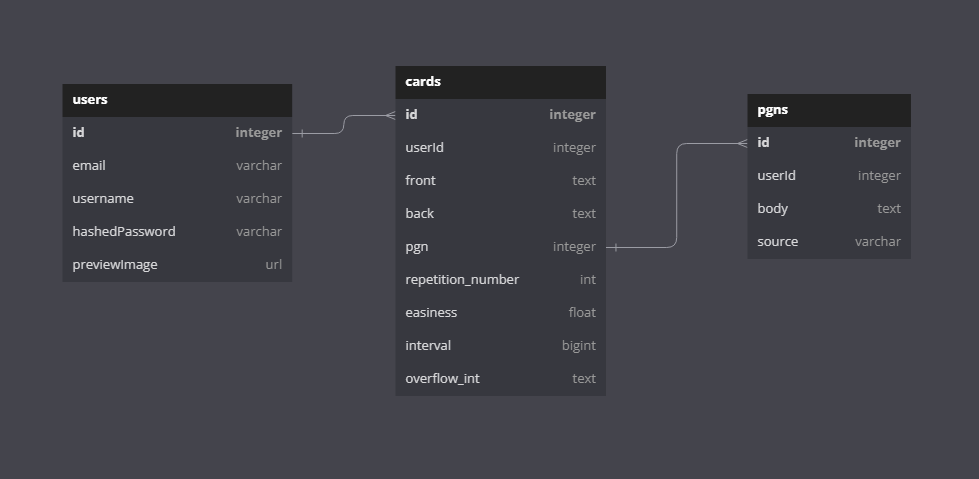 users
id integer
email varchar
username varchar
hashedPassword varchar
previewImage url
cards
id integer
userId integer
front text
back text
pgn integer
repetition_number int
easiness float
interval bigint
overflow_int text
pgns
id integer
userId integer
body text
source varchar